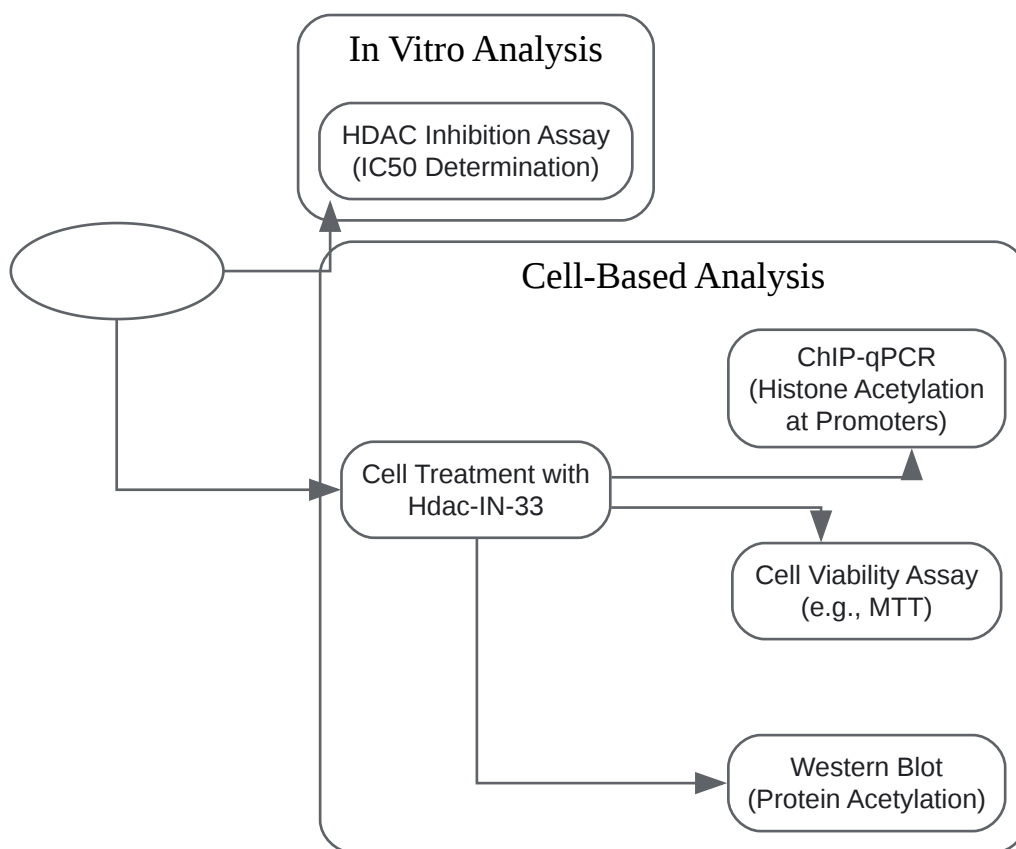 In Vitro Analysis
HDAC Inhibition Assay
(IC50 Determination)
Cell-Based Analysis
ChIP-qPCR
(Histone Acetylation
at Promoters)
Cell Treatment with
Hdac-IN-33
Cell Viability Assay
(e.g., MTT)
Western Blot
(Protein Acetylation)